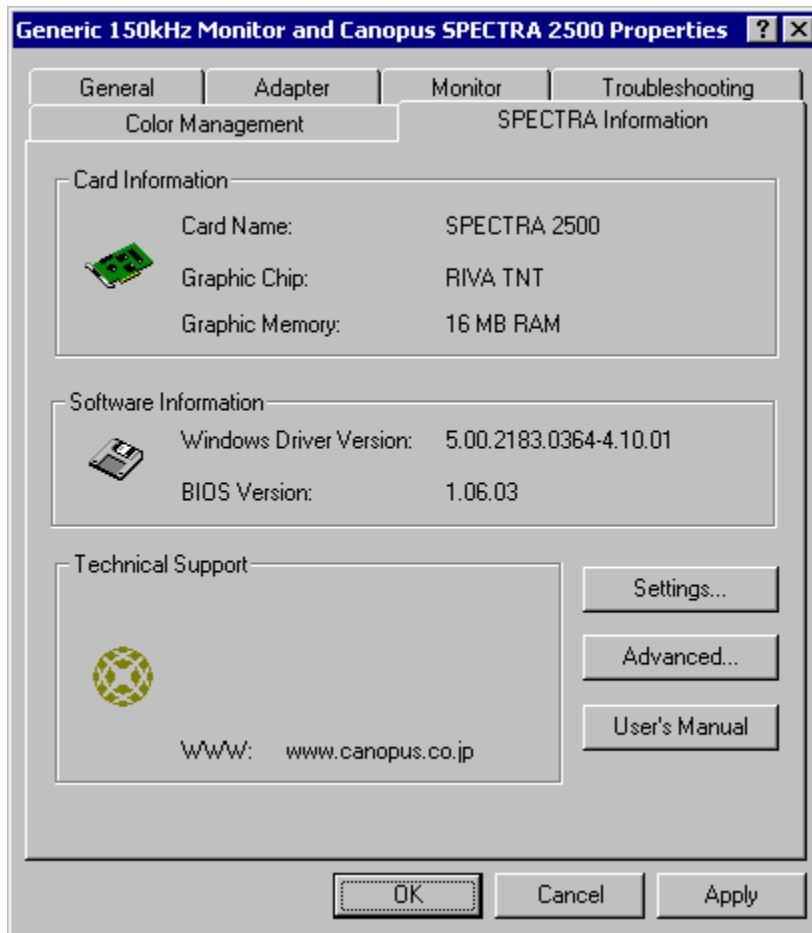 Generic 150kHz Monitor and Canopus SPECTRA 2500 Properties
General Adapter Monitor Troubleshooting
Color Management SPECTRA Information
Card Information
Card Name: SPECTRA 2500
Graphic Chip: RIVA TNT
Graphic Memory: 16 MB RAM
Software Information
Windows Driver Version: 5.00.2183.0364-4.10.01
BIOS Version: 1.06.03
Technical Support
Settings...
Advanced...
User's Manual
WWW: www.canopus.co.jp
OK Cancel Apply